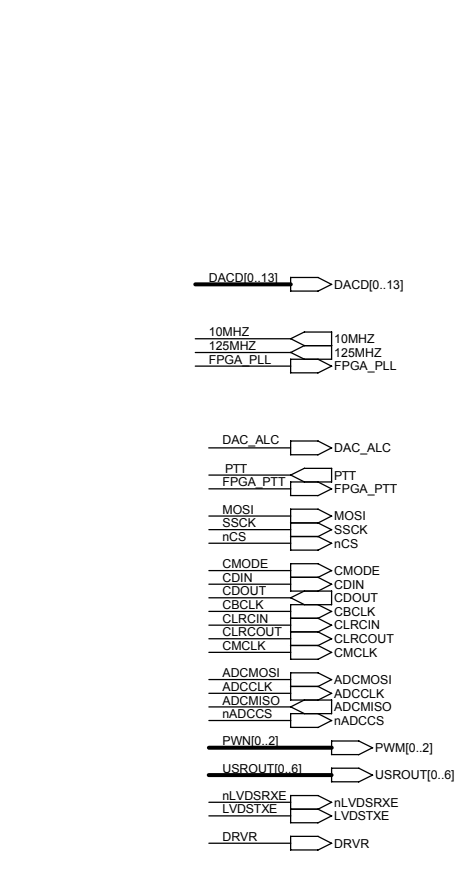 DACD[0..13] DACD[0..13]
10MHZ 10MHZ
125MHZ 125MHZ
FPGA_PLL FPGA_PLL
DAC_ALC DAC_ALC
PTT PTT
FPGA_PTT FPGA_PTT
MOSI MOSI
SSCK SSCK
nCS nCS
CMODE CMODE
CDIN CDIN
CDOUT CDOUT
CBCLK CBCLK
CLRCIN CLRCIN
CLRCOUT CLRCOUT
CMCLK CMCLK
ADCMOSI ADCMOSI
ADCCLK ADCCLK
ADCMISO ADCMISO
nADCCS nADCCS
PWN[0..2] PWM[0..2]
USROUT[0..6] USROUT[0..6]
nLVDSRXE nLVDSRXE
LVDSTXE LVDSTXE
DRVR DRVR